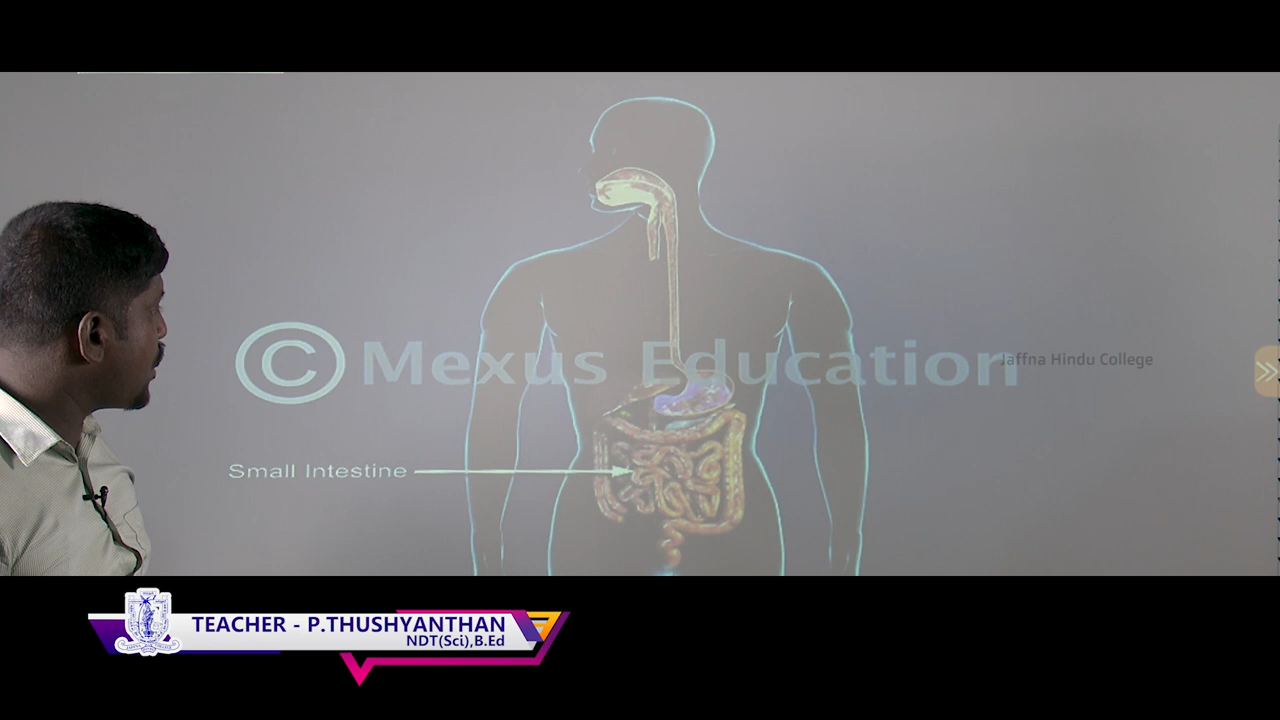 © Mexus Education
Jaffna Hindu College
Small Intestine
TEACHER - P.THUSHYANTHAN
NDT(Sci),B.Ed